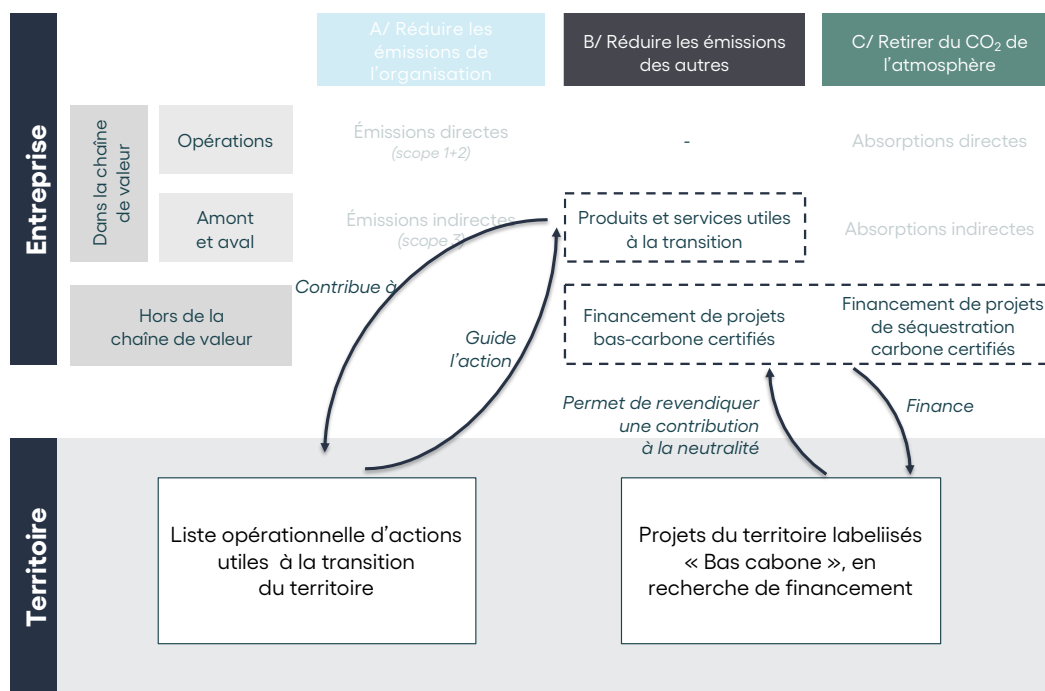 A/ Réduire les
émissions de
l'organisation
B/ Réduire les émissions
des autres
C/ Retirer du CO₂ de
l'atmosphère
Entreprise
Dans la chaîne
de valeur
Opérations
Émissions directes
(scope 1+2)
-
Absorptions directes
Amont
et aval
Émissions indirectes
(scope 3)
Produits et services utiles
à la transition
Absorptions indirectes
Hors de la
chaîne de valeur
Contribue à
Guide
l'action
Financement de projets
bas-carbone certifiés
Financement de projets
de séquestration
carbone certifiés
Permet de revendiquer
une contribution
à la neutralité
Finance
Territoire
Liste opérationnelle d'actions
utiles à la transition
du territoire
Projets du territoire labeliisés
« Bas cabone », en
recherche de financement